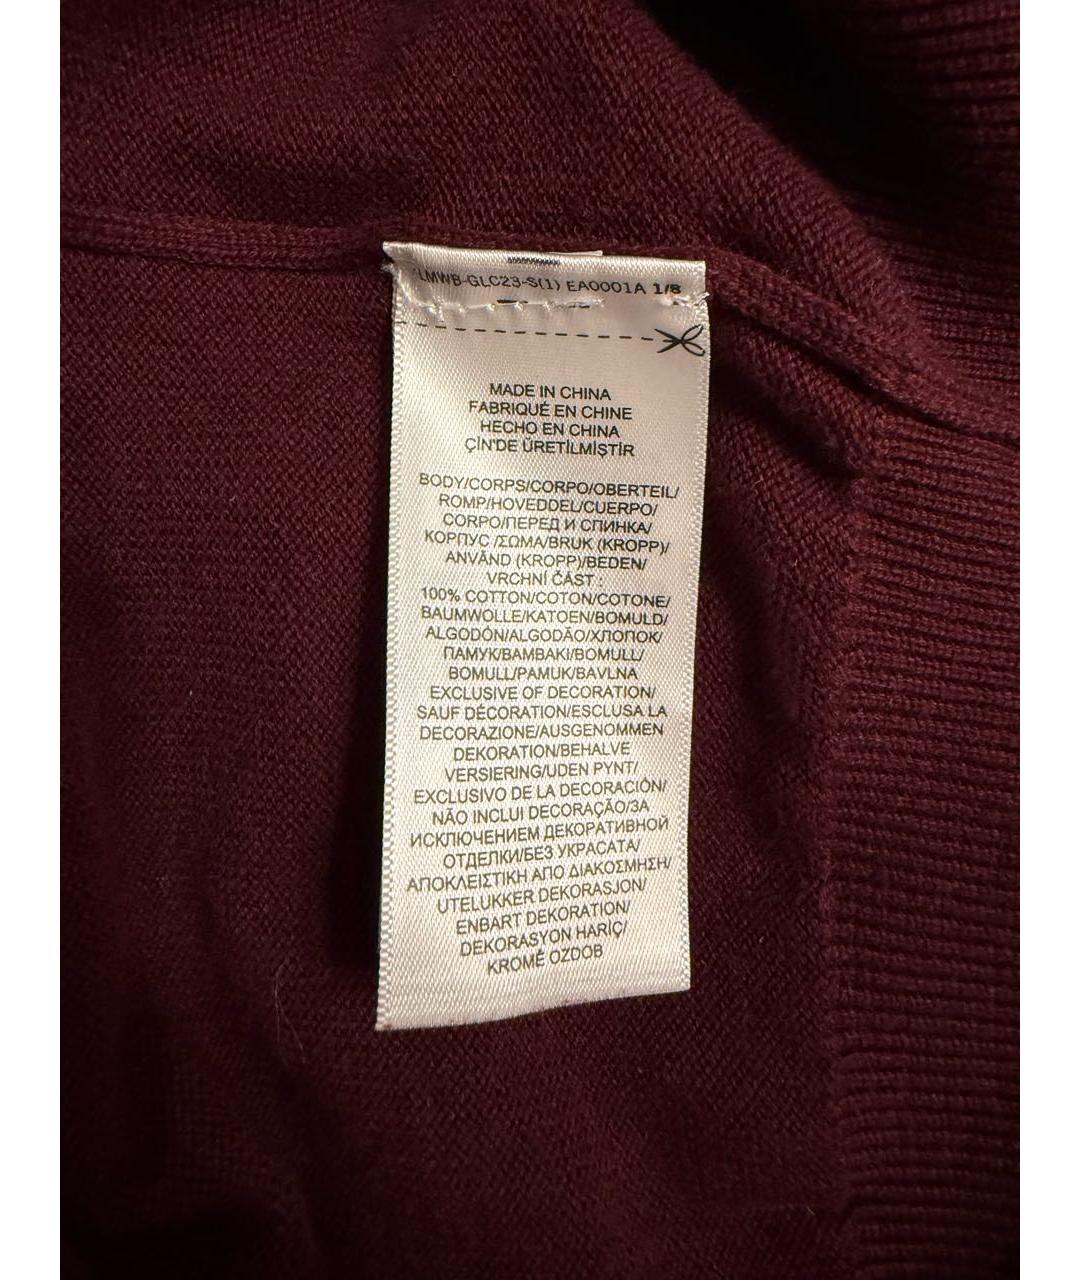 LMWB-GLC23-S(1) EA0001A 1/8
MADE IN CHINA
FABRIQUÉ EN CHINE
HECHO EN CHINA
ÇİN'DE ÜRETİLMİŞTİR
BODY/CORPS/CORPO/OBERTEIL/
ROMP/HOVEDDEL/CUERPO/
CORPO/ПЕРЕД И СПИНКА/
КОРПУС /ΣΩΜΑ/BRUK (KROPP)/
ANVÄND (KROPP)/BEDEN/
VRCHNÍ ČÁST :
100% COTTON/COTON/COTONE/
BAUMWOLLE/KATOEN/BOMULD/
ALGODÓN/ALGODÃO/ХЛОПОК/
ПАМУК/ΒΑΜΒΑΚΙ/BOMULL/
BOMULL/PAMUK/BAVLNA
EXCLUSIVE OF DECORATION/
SAUF DÉCORATION/ESCLUSA LA
DECORAZIONE/AUSGENOMMEN
DEKORATION/BEHALVE
VERSIERING/UDEN PYNT/
EXCLUSIVO DE LA DECORACIÓN/
NÃO INCLUI DECORAÇÃO/ЗА
ИСКЛЮЧЕНИЕМ ДЕКОРАТИВНОЙ
ОТДЕЛКИ/БЕЗ УКРАСАТА/
ΑΠΟΚΛΕΙΣΤΙΚΗ ΑΠΟ ΔΙΑΚΟΣΜΗΣΗ/
UTELUKKER DEKORASJON/
ENBART DEKORATION/
DEKORASYON HARİÇ/
KROMĚ OZDOB